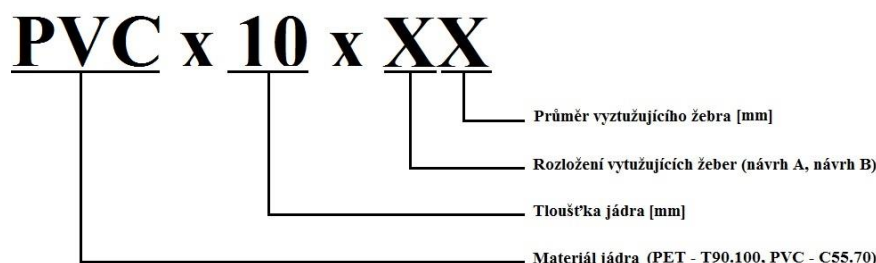 PVC x 10 x XX
Průměr vyztužujícího žebra [mm]
Rozložení vytužujících žeber (návrh A, návrh B)
Tloušťka jádra [mm]
Materiál jádra (PET - T90.100, PVC - C55.70)